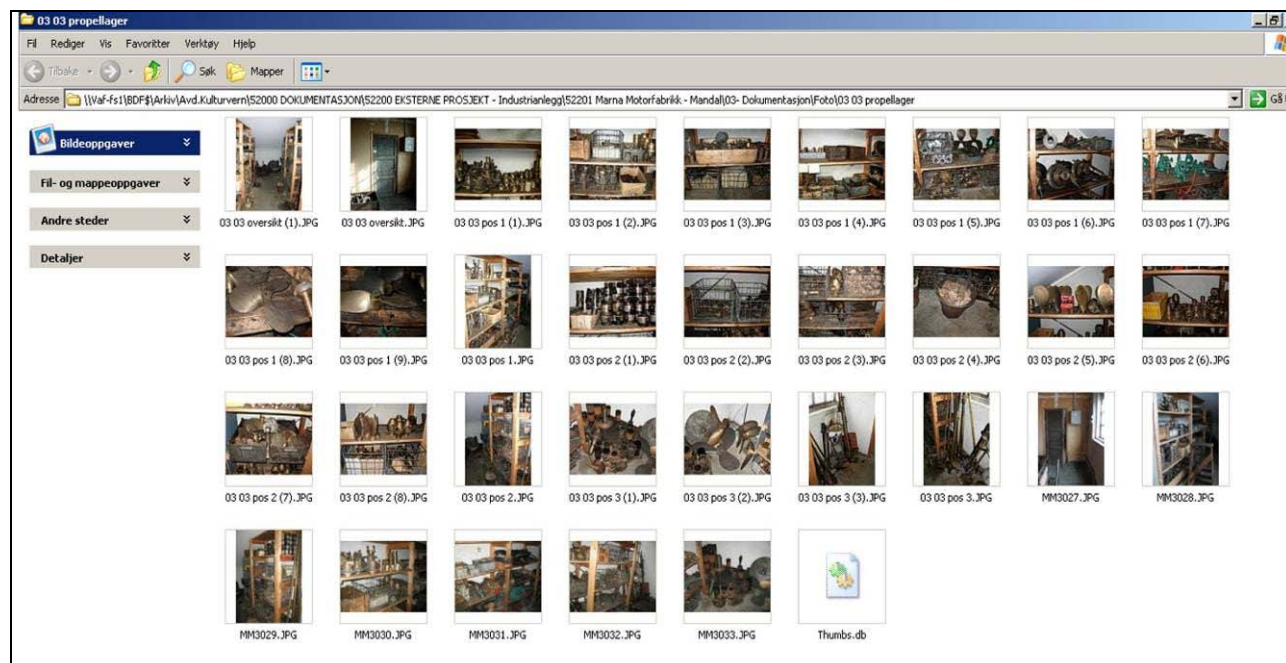 03 03 propellager
Fil Rediger Vis Favoritter Verktøy Hjelp
Tilbake Søk Mapper
Adresse \\Vaf-fs1\BDF$\Arkiv\Avd.Kulturvern\52000 DOKUMENTASJON\52200 EKSTERNE PROSJEKT - Industrianlegg\52201 Marna Motorfabrikk - Mandal\03- Dokumentasjon\Foto\03 03 propellager Gå
Bildeoppgaver
Fil- og mappeoppgaver
Andre steder
Detaljer
03 03 oversikt (1).JPG 03 03 oversikt.JPG 03 03 pos 1 (1).JPG 03 03 pos 1 (2).JPG 03 03 pos 1 (3).JPG 03 03 pos 1 (4).JPG 03 03 pos 1 (5).JPG 03 03 pos 1 (6).JPG 03 03 pos 1 (7).JPG
03 03 pos 1 (8).JPG 03 03 pos 1 (9).JPG 03 03 pos 1.JPG 03 03 pos 2 (1).JPG 03 03 pos 2 (2).JPG 03 03 pos 2 (3).JPG 03 03 pos 2 (4).JPG 03 03 pos 2 (5).JPG 03 03 pos 2 (6).JPG
03 03 pos 2 (7).JPG 03 03 pos 2 (8).JPG 03 03 pos 2.JPG 03 03 pos 3 (1).JPG 03 03 pos 3 (2).JPG 03 03 pos 3 (3).JPG 03 03 pos 3.JPG MM3027.JPG MM3028.JPG
MM3029.JPG MM3030.JPG MM3031.JPG MM3032.JPG MM3033.JPG Thumbs.db